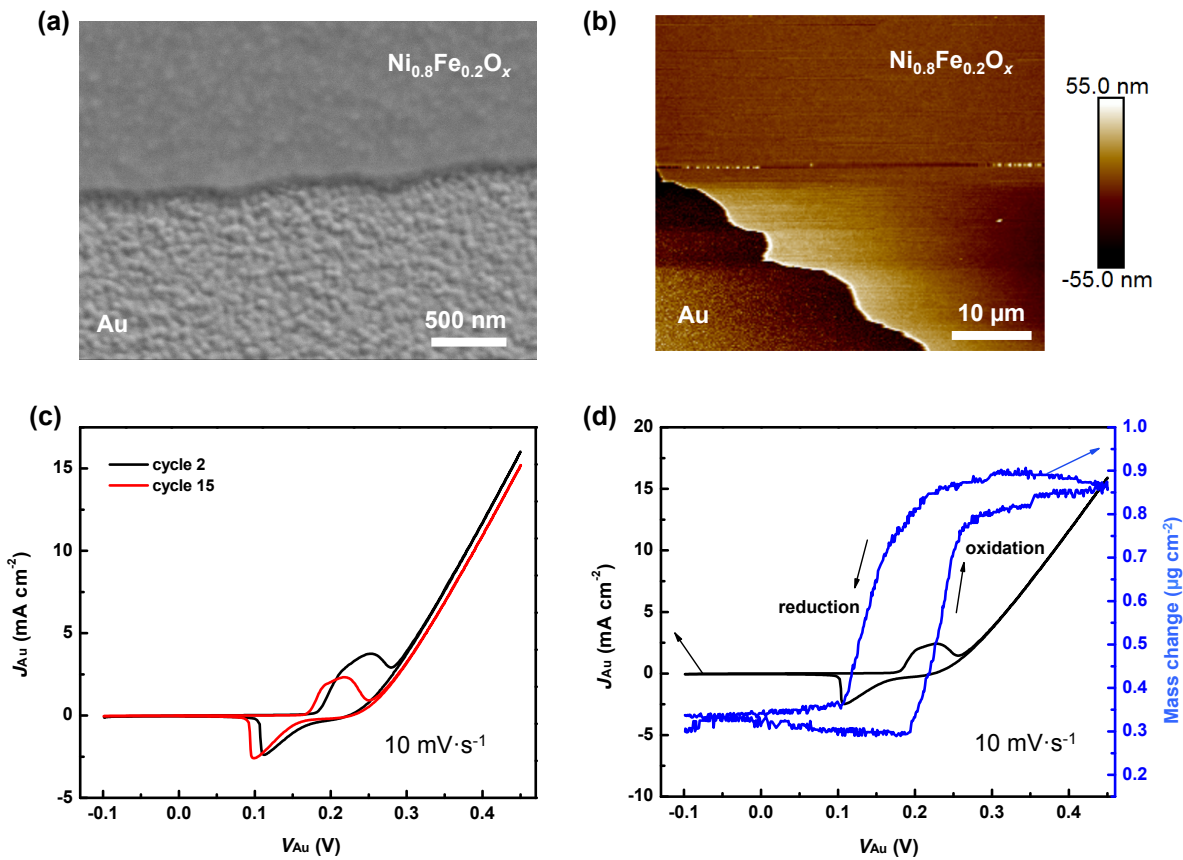 (a)
Ni0.8Fe0.2Ox
Au
500 nm
(b)
Ni0.8Fe0.2Ox
Au
10 µm
55.0 nm
-55.0 nm
(c)
cycle 2
cycle 15
10 mV·s-1
JAu (mA cm-2)
15
10
5
0
-5
-0.1 0.0 0.1 0.2 0.3 0.4
VAu (V)
(d)
reduction
oxidation
10 mV·s-1
JAu (mA cm-2)
20
15
10
5
0
-5
-10
-0.1 0.0 0.1 0.2 0.3 0.4
VAu (V)
1.0
0.9
0.8
0.7
0.6
0.5
0.4
0.3
0.2
Mass change (µg cm-2)